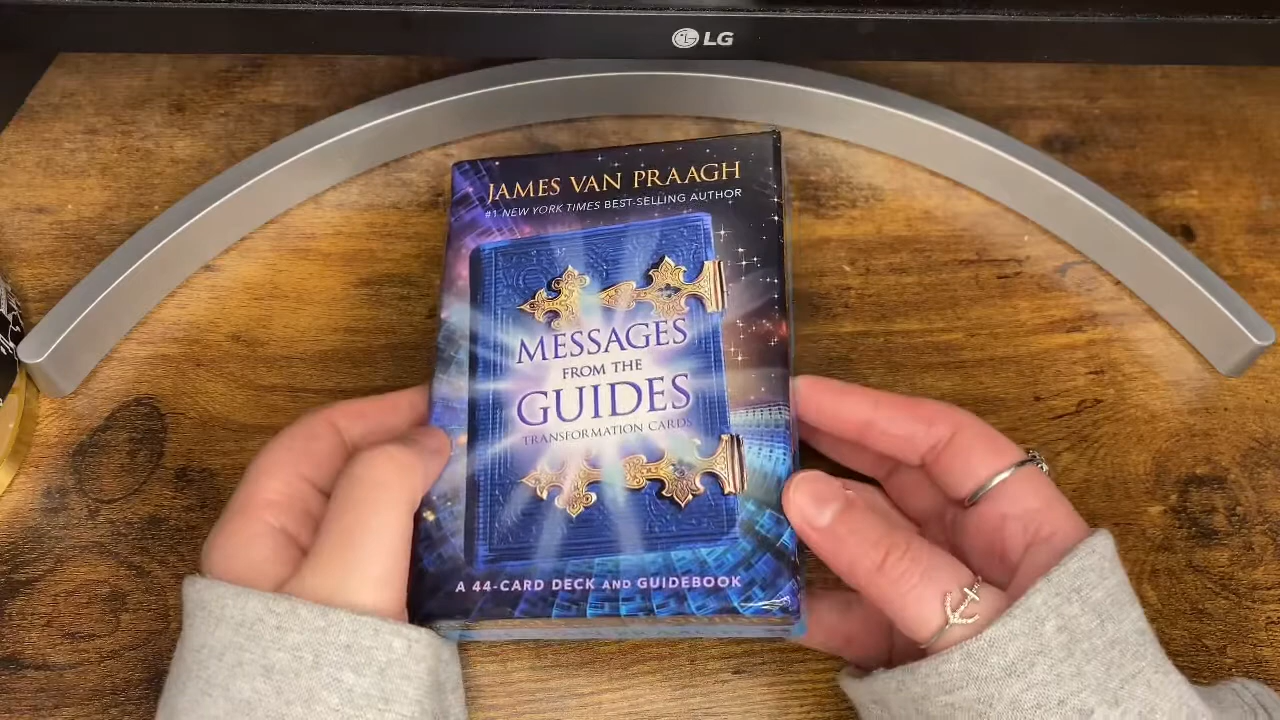 LG
JAMES VAN PRAAGH
#1 NEW YORK TIMES BEST-SELLING AUTHOR
MESSAGES
FROM THE
GUIDES
TRANSFORMATION CARDS
A 44-CARD DECK AND GUIDEBOOK